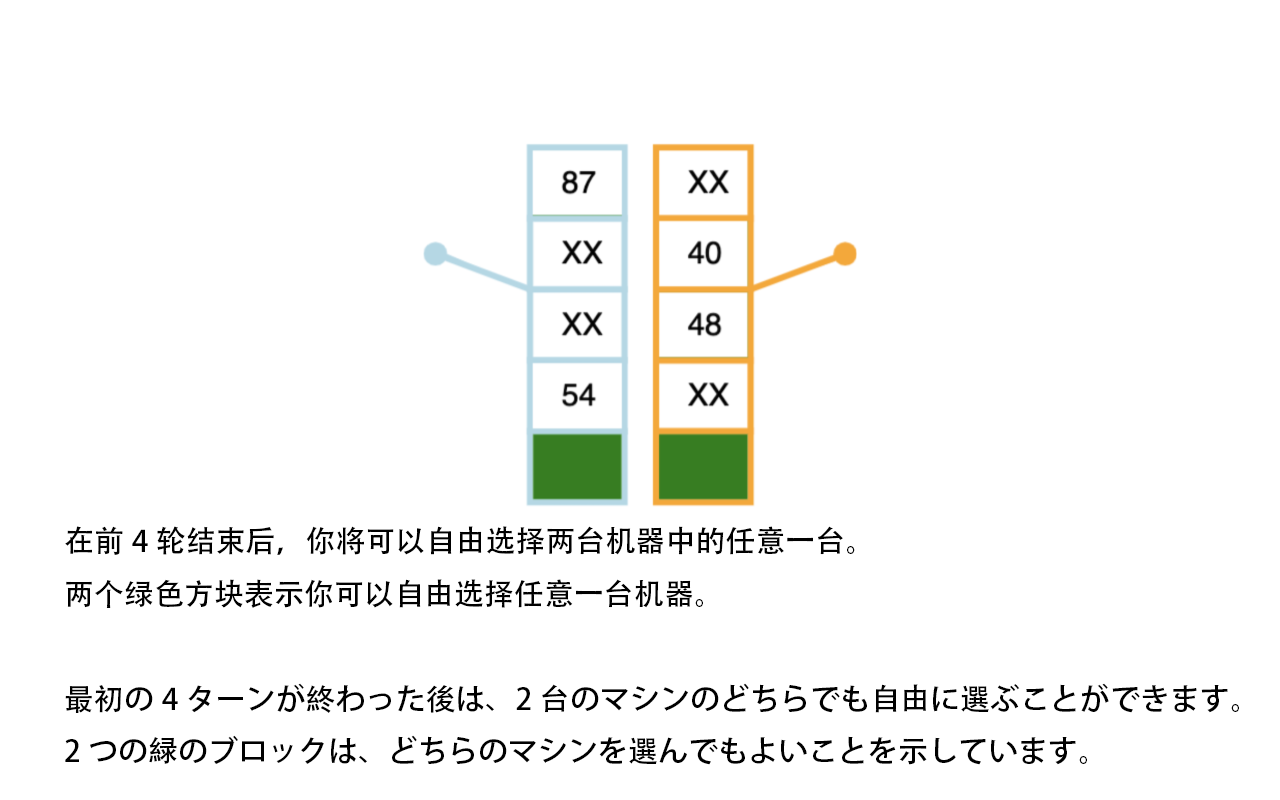 87 XX
XX 40
XX 48
54 XX
在前 4 轮结束后，你将可以自由选择两台机器中的任意一台。
两个绿色方块表示你可以自由选择任意一台机器。
最初の 4 ターンが終わった後は、2 台のマシンのどちらでも自由に選ぶことができます。
2 つの緑のブロックは、どちらのマシンを選んでもよいことを示しています。